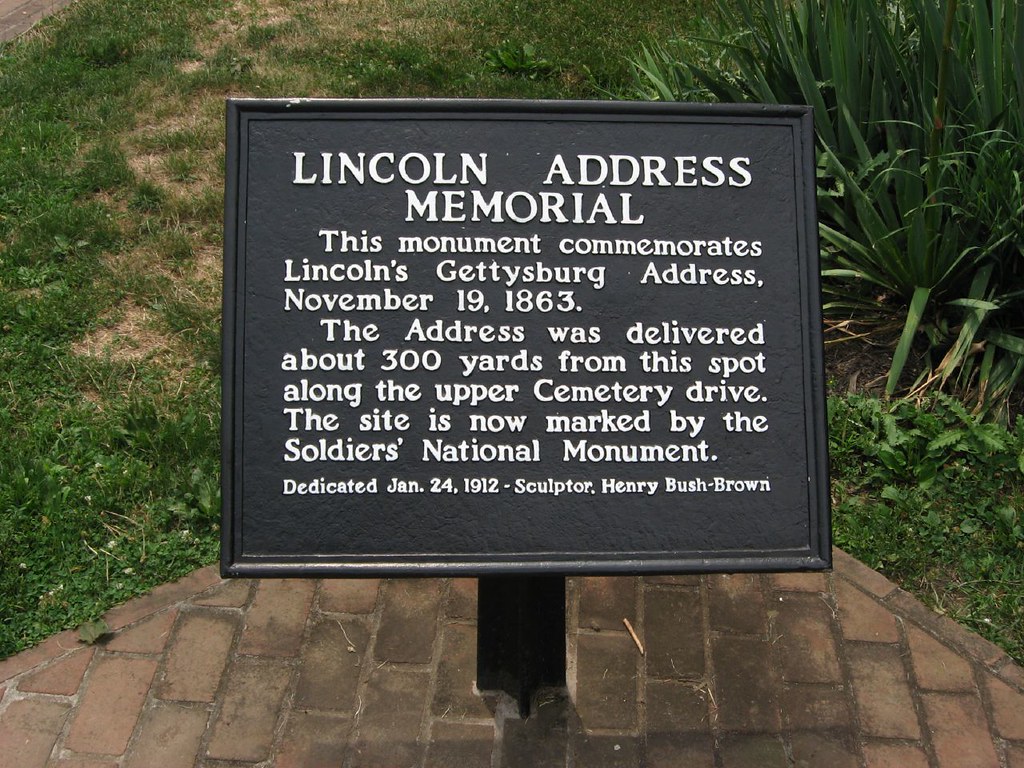 LINCOLN ADDRESS
MEMORIAL
This monument commemorates
Lincoln's Gettysburg Address,
November 19, 1863.
The Address was delivered
about 300 yards from this spot
along the upper Cemetery drive.
The site is now marked by the
Soldiers' National Monument.
Dedicated Jan. 24, 1912 - Sculptor, Henry Bush-Brown